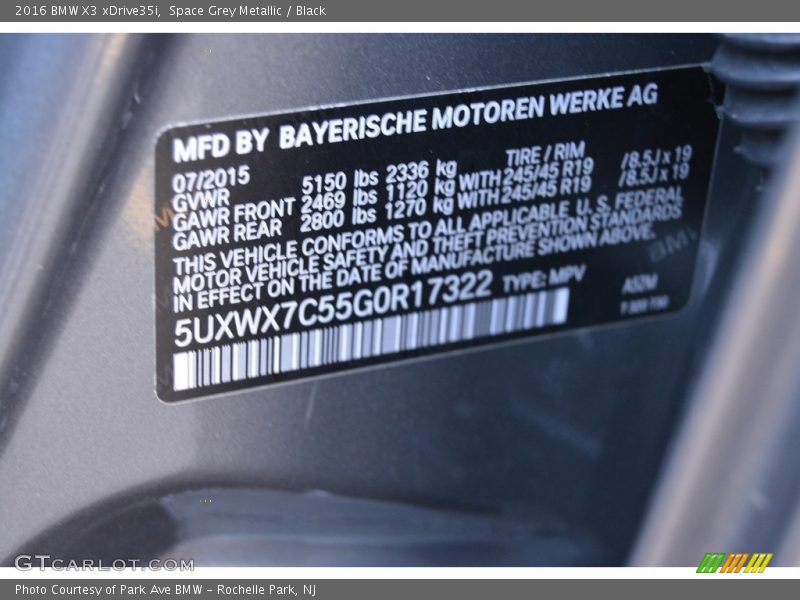 2016 BMW X3 xDrive35i, Space Grey Metallic / Black
MFD BY BAYERISCHE MOTOREN WERKE AG
07/2015 TIRE / RIM
GVWR 5150 lbs 2336 kg
GAWR FRONT 2469 lbs 1120 kg WITH 245/45 R19 /8.5J x 19
GAWR REAR 2800 lbs 1270 kg WITH 245/45 R19 /8.5J x 19
THIS VEHICLE CONFORMS TO ALL APPLICABLE U. S. FEDERAL
MOTOR VEHICLE SAFETY AND THEFT PREVENTION STANDARDS
IN EFFECT ON THE DATE OF MANUFACTURE SHOWN ABOVE.
5UXWX7C55G0R17322 TYPE: MPV A52M
GTCARLOT.COM
Photo Courtesy of Park Ave BMW - Rochelle Park, NJ